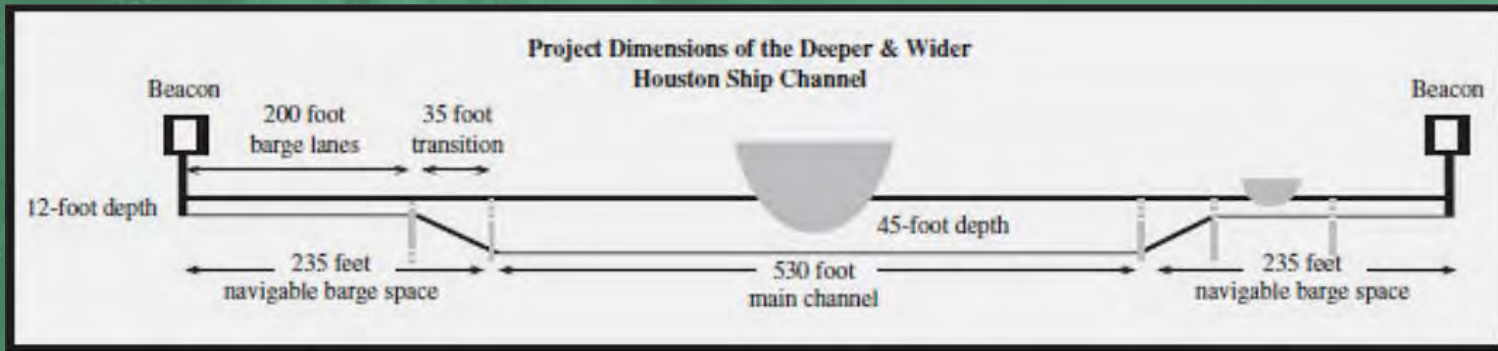 Project Dimensions of the Deeper & Wider
Houston Ship Channel
Beacon
200 foot
barge lanes
35 foot
transition
Beacon
12-foot depth
45-foot depth
235 feet
navigable barge space
530 foot
main channel
235 feet
navigable barge space